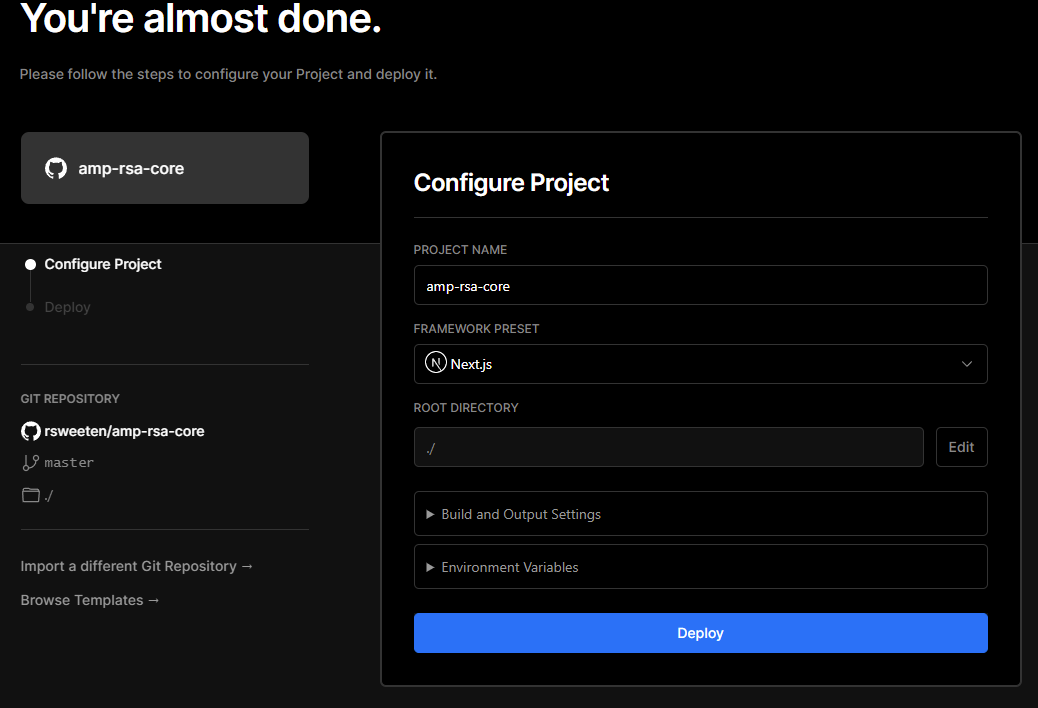 You're almost done.
Please follow the steps to configure your Project and deploy it.
amp-rsa-core
Configure Project
Deploy
GIT REPOSITORY
rsweeten/amp-rsa-core
master
./
Import a different Git Repository →
Browse Templates →
Configure Project
PROJECT NAME
amp-rsa-core
FRAMEWORK PRESET
N Next.js
ROOT DIRECTORY
./
Edit
▶ Build and Output Settings
▶ Environment Variables
Deploy